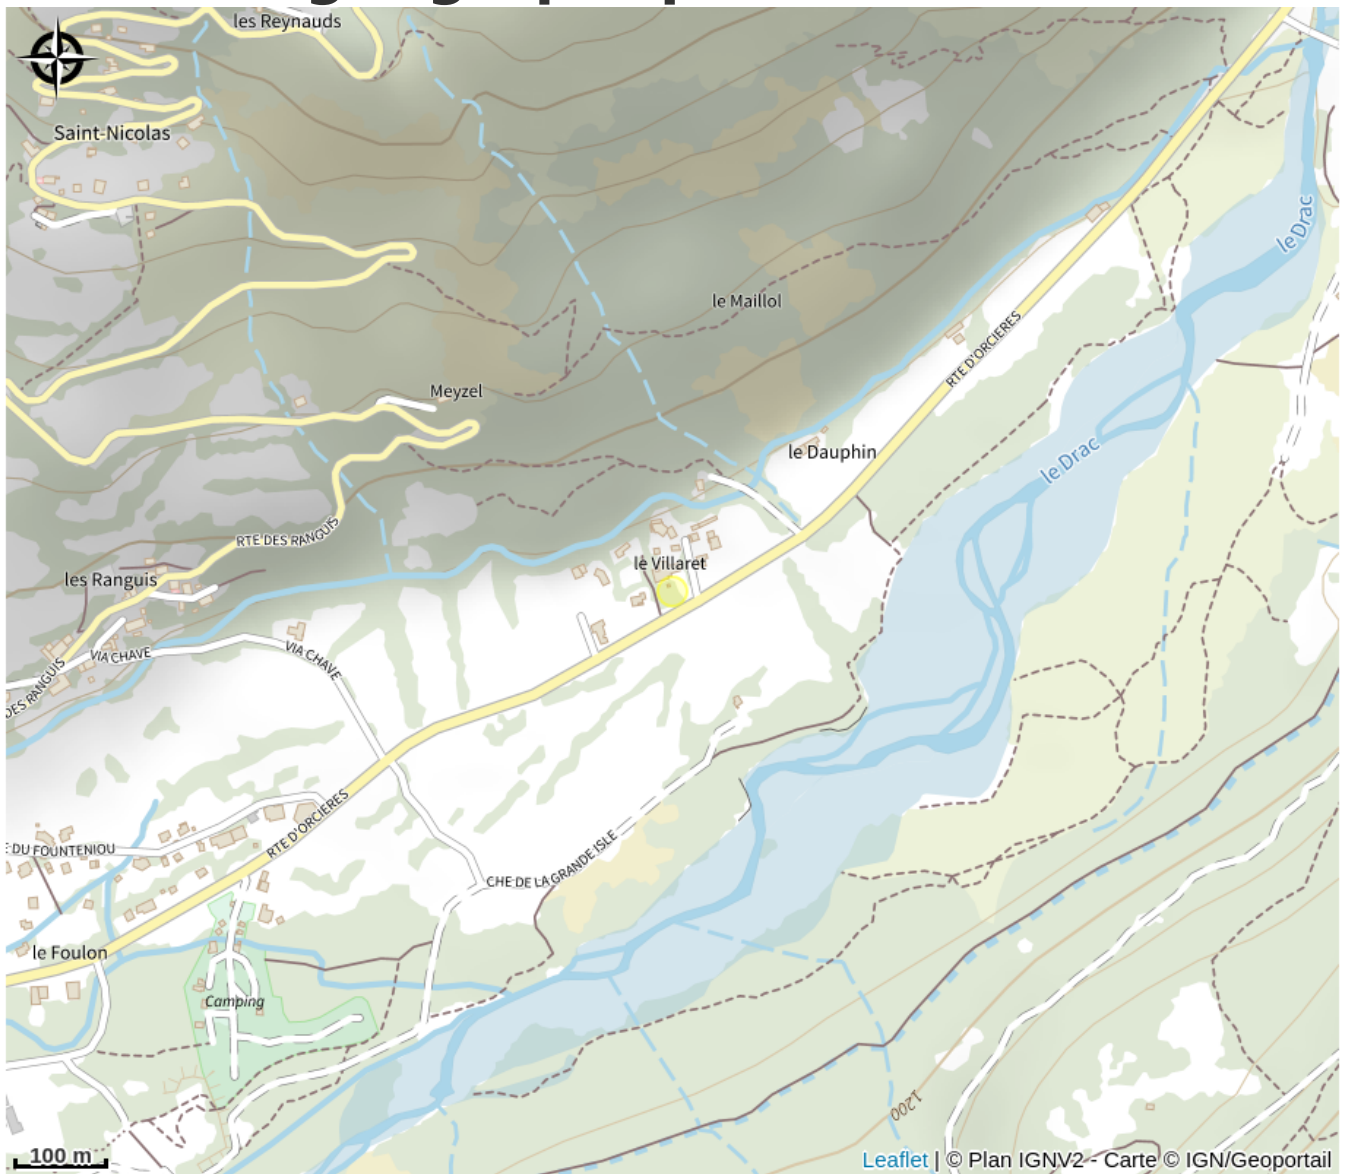 les Reynauds
Saint-Nicolas
le Drac
le Maillol
RTE D'ORCIERES
Meyzel
le Dauphin
le Drac
RTE DES RANGUIS
le Villaret
les Ranguis
VIA CHAVE
VIA CHAVE
DES RANGUIS
RTE D'ORCIERES
E DU FOUNTENIOU
CHE DE LA GRANDE ISLE
le Foulon
Camping
1200
100 m
Leaflet | © Plan IGNV2 - Carte © IGN/Geoportail